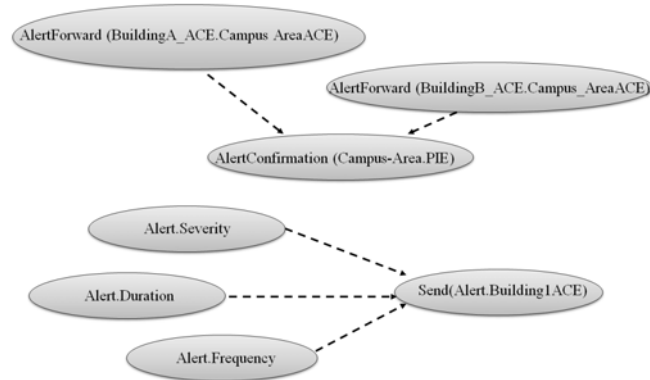 AlertForward (BuildingA_ACE.Campus AreaACE)
AlertForward (BuildingB_ACE.Campus_AreaACE)
AlertConfirmation (Campus-Area.PIE)
Alert.Severity
Alert.Duration
Send(Alert.Building1ACE)
Alert.Frequency